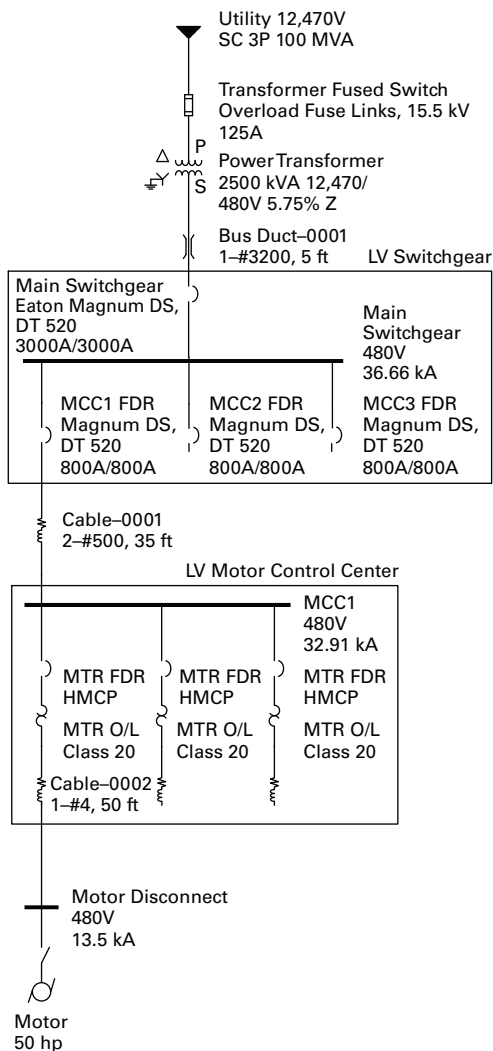 Utility 12,470V
SC 3P 100 MVA
Transformer Fused Switch
Overload Fuse Links, 15.5 kV
125A
P
S
Power Transformer
2500 kVA 12,470/
480V 5.75% Z
Bus Duct–0001
1–#3200, 5 ft
LV Switchgear
Main Switchgear
Eaton Magnum DS,
DT 520
3000A/3000A
Main
Switchgear
480V
36.66 kA
MCC1 FDR
Magnum DS,
DT 520
800A/800A
MCC2 FDR
Magnum DS,
DT 520
800A/800A
MCC3 FDR
Magnum DS,
DT 520
800A/800A
Cable–0001
2–#500, 35 ft
LV Motor Control Center
MCC1
480V
32.91 kA
MTR FDR
HMCP
MTR O/L
Class 20
MTR FDR
HMCP
MTR O/L
Class 20
MTR FDR
HMCP
MTR O/L
Class 20
Cable–0002
1–#4, 50 ft
Motor Disconnect
480V
13.5 kA
Motor
50 hp